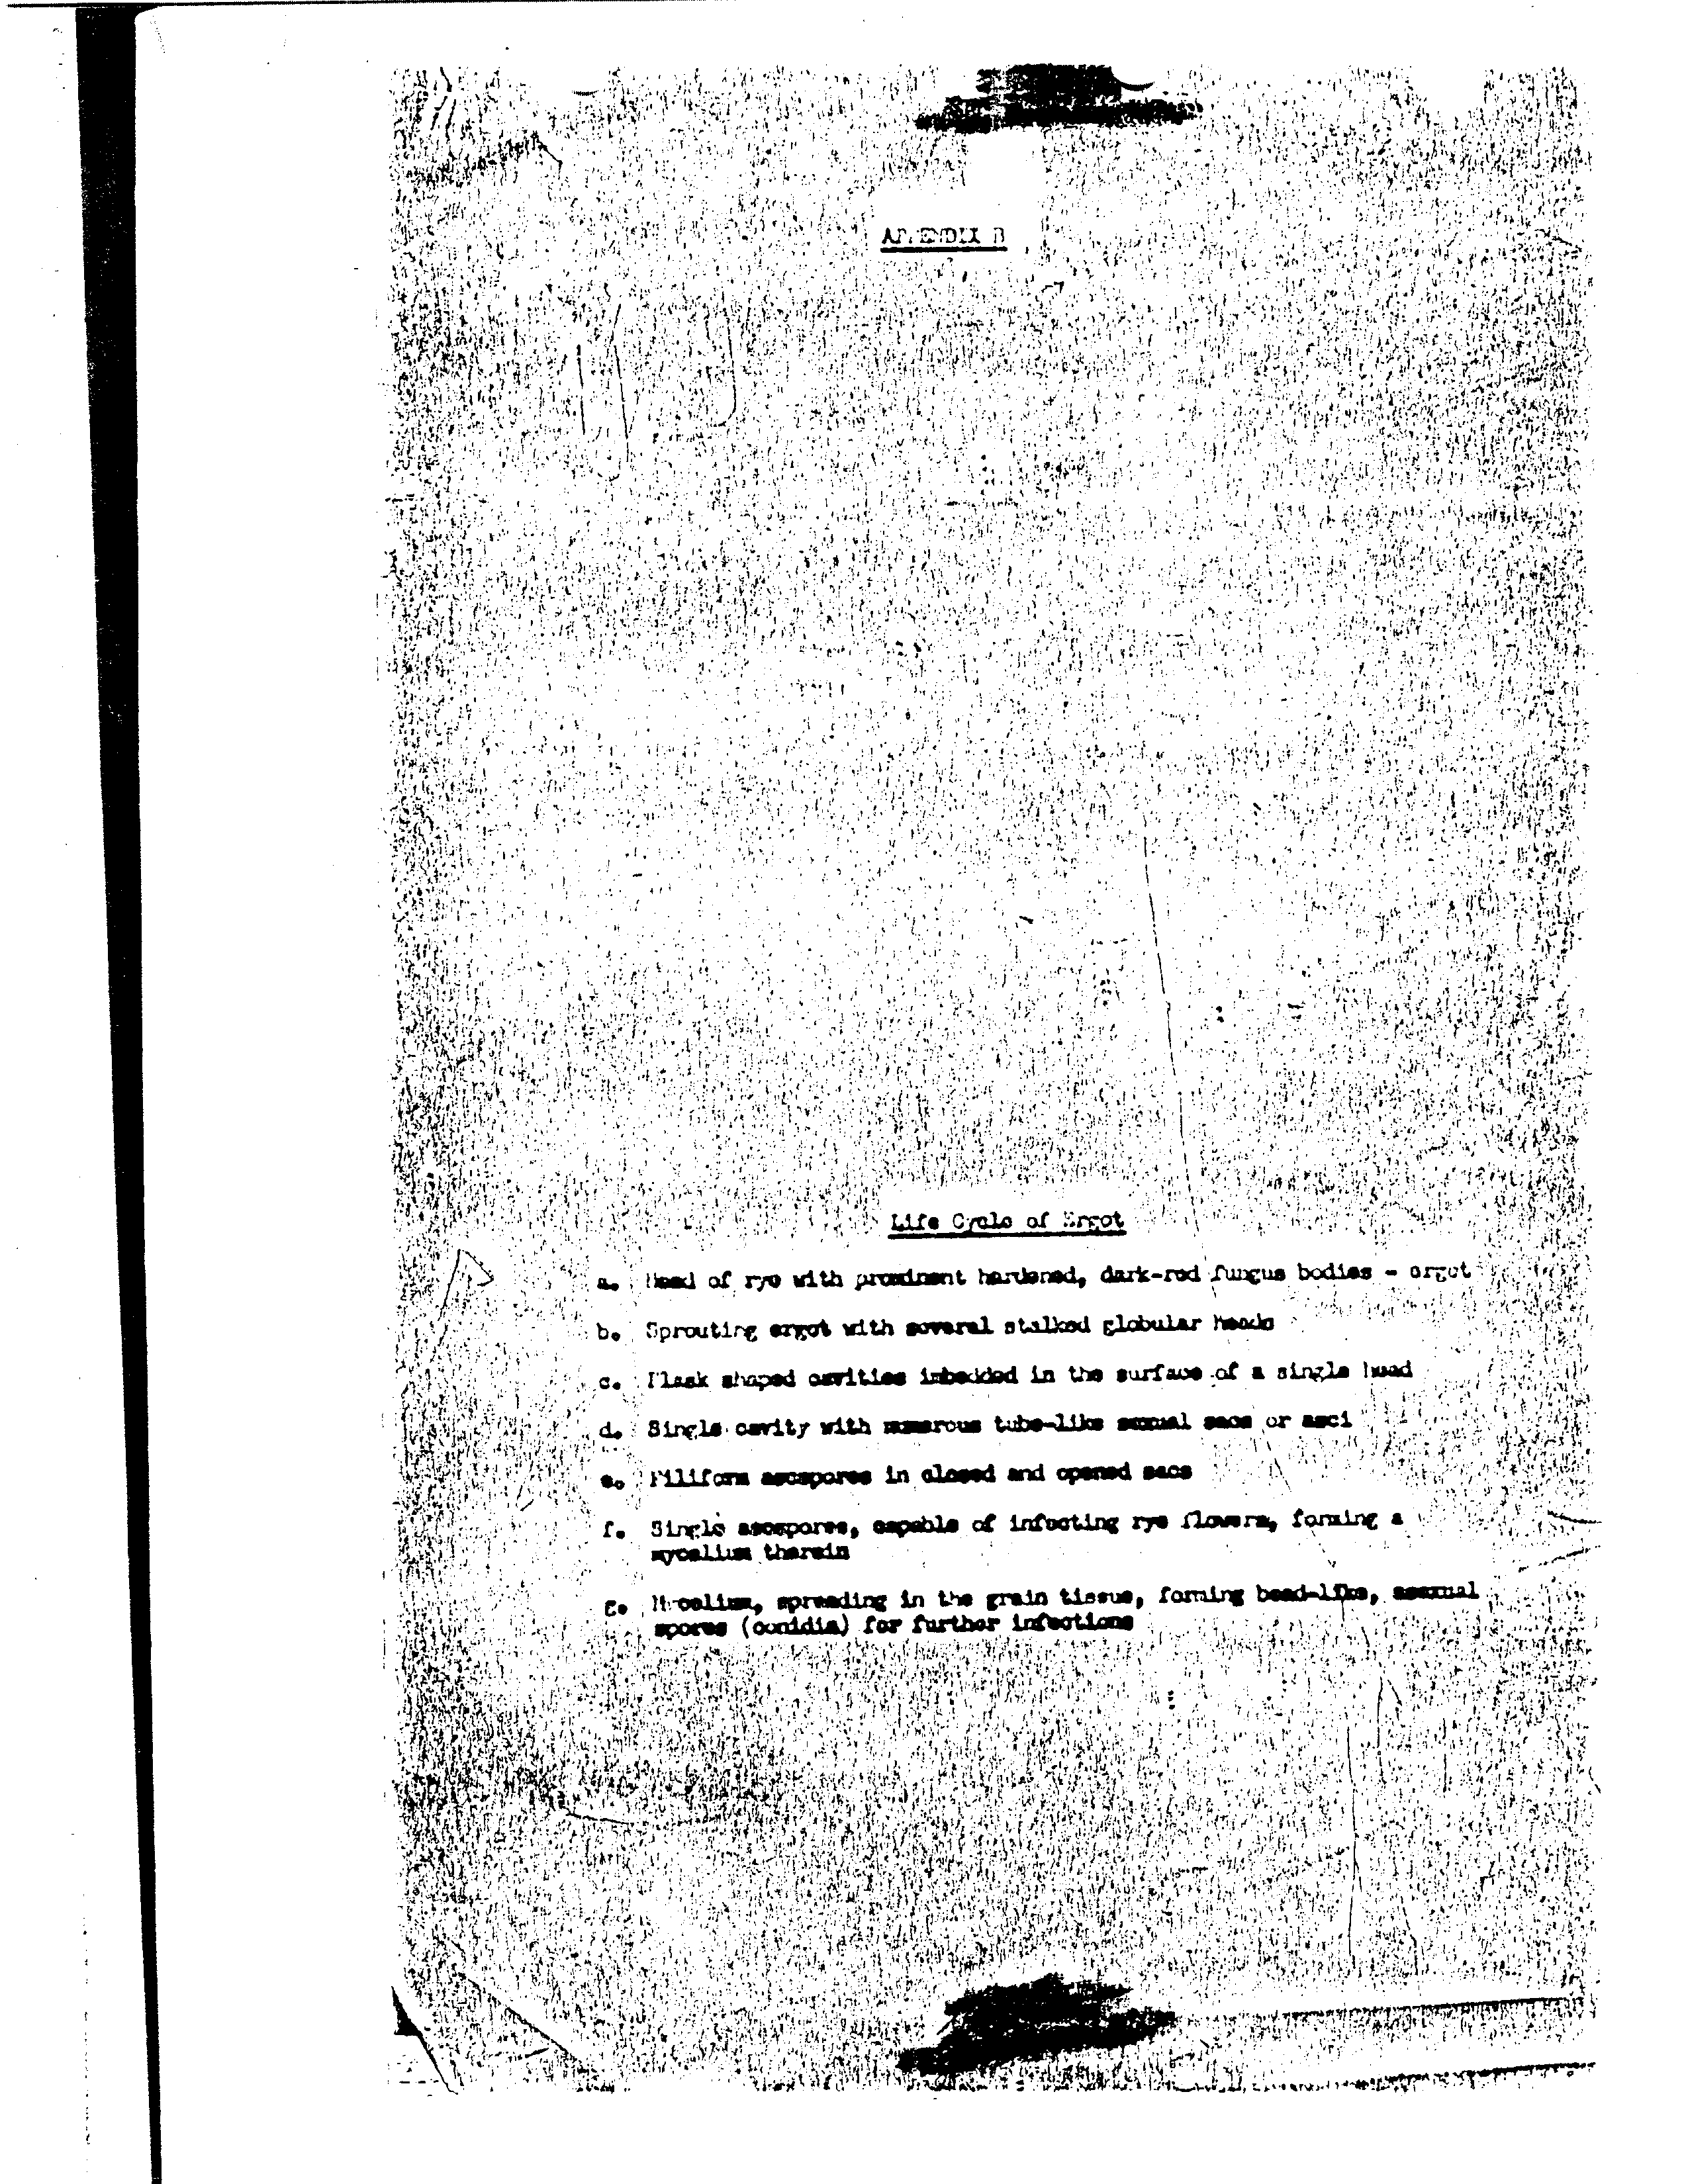 APPENDIX B
Life Cycle of Ergot
a. Head of rye with prominent hardened, dark-red fungus bodies - ergot
b. Sprouting ergot with several stalked globular heads
c. Flask shaped cavities imbedded in the surface of a single head
d. Single cavity with numerous tube-like sexual sacs or asci
e. Filiform ascospores in closed and opened sacs
f. Single ascospores, capable of infecting rye flowers, forming a
mycelium therein
g. Mycelium, spreading in the grain tissue, forming bead-like, asexual
spores (conidia) for further infections